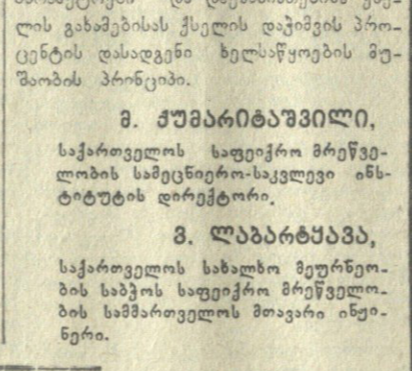 ლის გახამებისას ქსელის დაჭიმვის პრო-
ცენტის დასადგენი ხელსაწყოების მუ-
შაობის პრინციპი.
მ. ქუმარიტაშვილი,
საქართველოს საფეიქრო მრეწვე-
ლობის სამეცნიერო-საკვლევი ინს-
ტიტუტის დირექტორი.
ვ. ლაბარტყავა,
საქართველოს სახალხო მეურნეო-
ბის საბჭოს საფეიქრო მრეწველო-
ბის სამმართველოს მთავარი ინჟი-
ნერი.